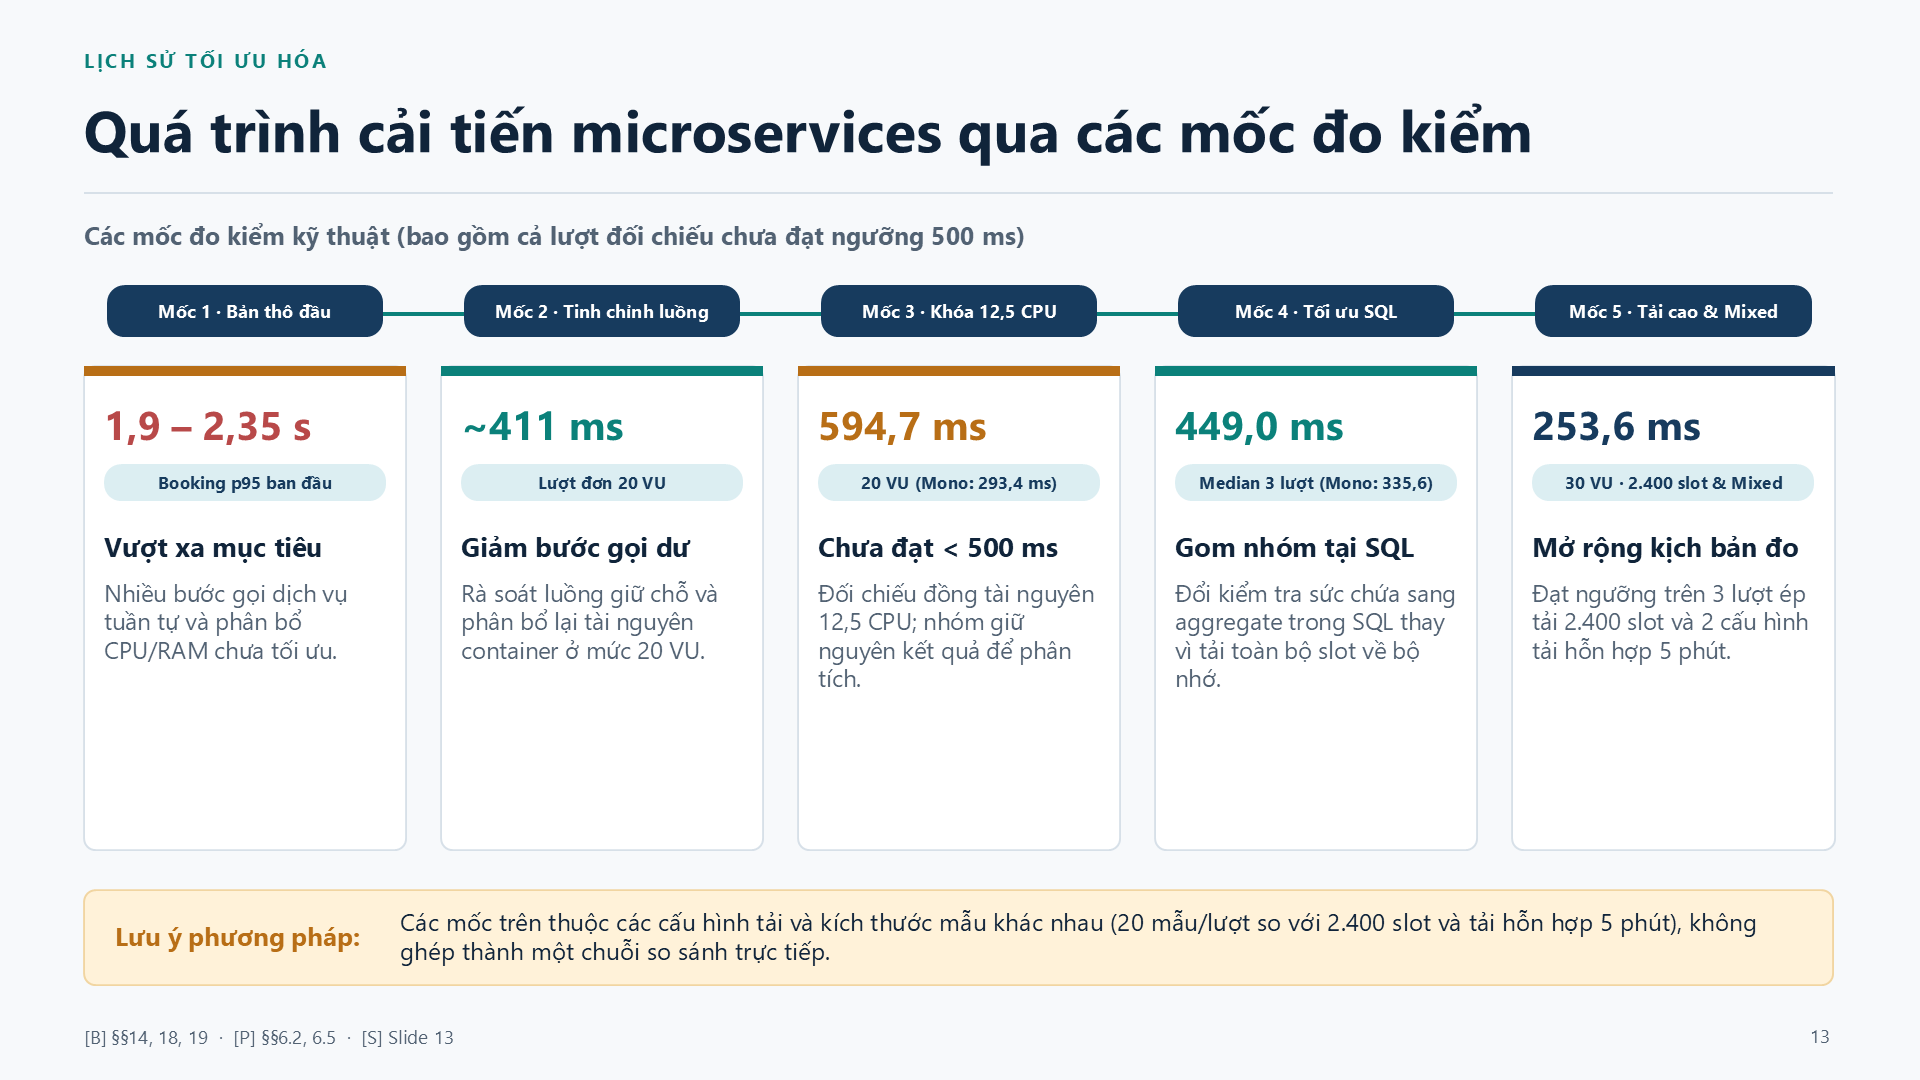 LỊCH SỬ TỐI ƯU HÓA
Quá trình cải tiến microservices qua các mốc đo kiểm
Các mốc đo kiểm kỹ thuật (bao gồm cả lượt đối chiếu chưa đạt ngưỡng 500 ms)
Mốc 1 · Bản thô đầu
Mốc 2 · Tinh chỉnh luồng
Mốc 3 · Khóa 12,5 CPU
Mốc 4 · Tối ưu SQL
Mốc 5 · Tải cao & Mixed
1,9 – 2,35 s
Booking p95 ban đầu
Vượt xa mục tiêu
Nhiều bước gọi dịch vụ
tuần tự và phân bổ
CPU/RAM chưa tối ưu.
~411 ms
Lượt đơn 20 VU
Giảm bước gọi dư
Rà soát luồng giữ chỗ và
phân bổ lại tài nguyên
container ở mức 20 VU.
594,7 ms
20 VU (Mono: 293,4 ms)
Chưa đạt < 500 ms
Đối chiếu đồng tài nguyên
12,5 CPU; nhóm giữ
nguyên kết quả để phân
tích.
449,0 ms
Median 3 lượt (Mono: 335,6)
Gom nhóm tại SQL
Đổi kiểm tra sức chứa sang
aggregate trong SQL thay
vì tải toàn bộ slot về bộ
nhớ.
253,6 ms
30 VU · 2.400 slot & Mixed
Mở rộng kịch bản đo
Đạt ngưỡng trên 3 lượt ép
tải 2.400 slot và 2 cấu hình
tải hỗn hợp 5 phút.
Lưu ý phương pháp:
Các mốc trên thuộc các cấu hình tải và kích thước mẫu khác nhau (20 mẫu/lượt so với 2.400 slot và tải hỗn hợp 5 phút), không
ghép thành một chuỗi so sánh trực tiếp.
[B] §§14, 18, 19 · [P] §§6.2, 6.5 · [S] Slide 13
13